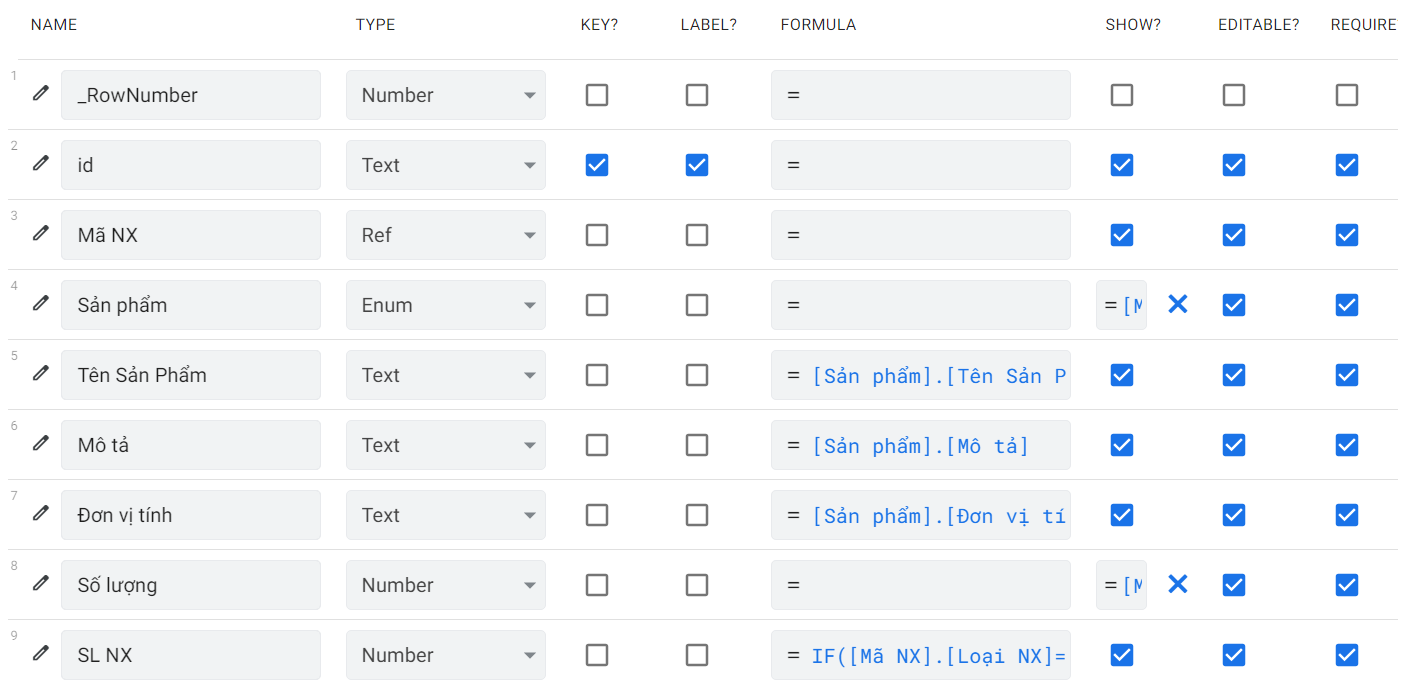 NAME TYPE KEY? LABEL? FORMULA SHOW? EDITABLE? REQUIRE
1 _RowNumber Number =
2 id Text =
3 Mã NX Ref =
4 Sản phẩm Enum = = [M
5 Tên Sản Phẩm Text = [Sản phẩm].[Tên Sản P
6 Mô tả Text = [Sản phẩm].[Mô tả]
7 Đơn vị tính Text = [Sản phẩm].[Đơn vị tí
8 Số lượng Number = = [M
9 SL NX Number = IF([Mã NX].[Loại NX]=